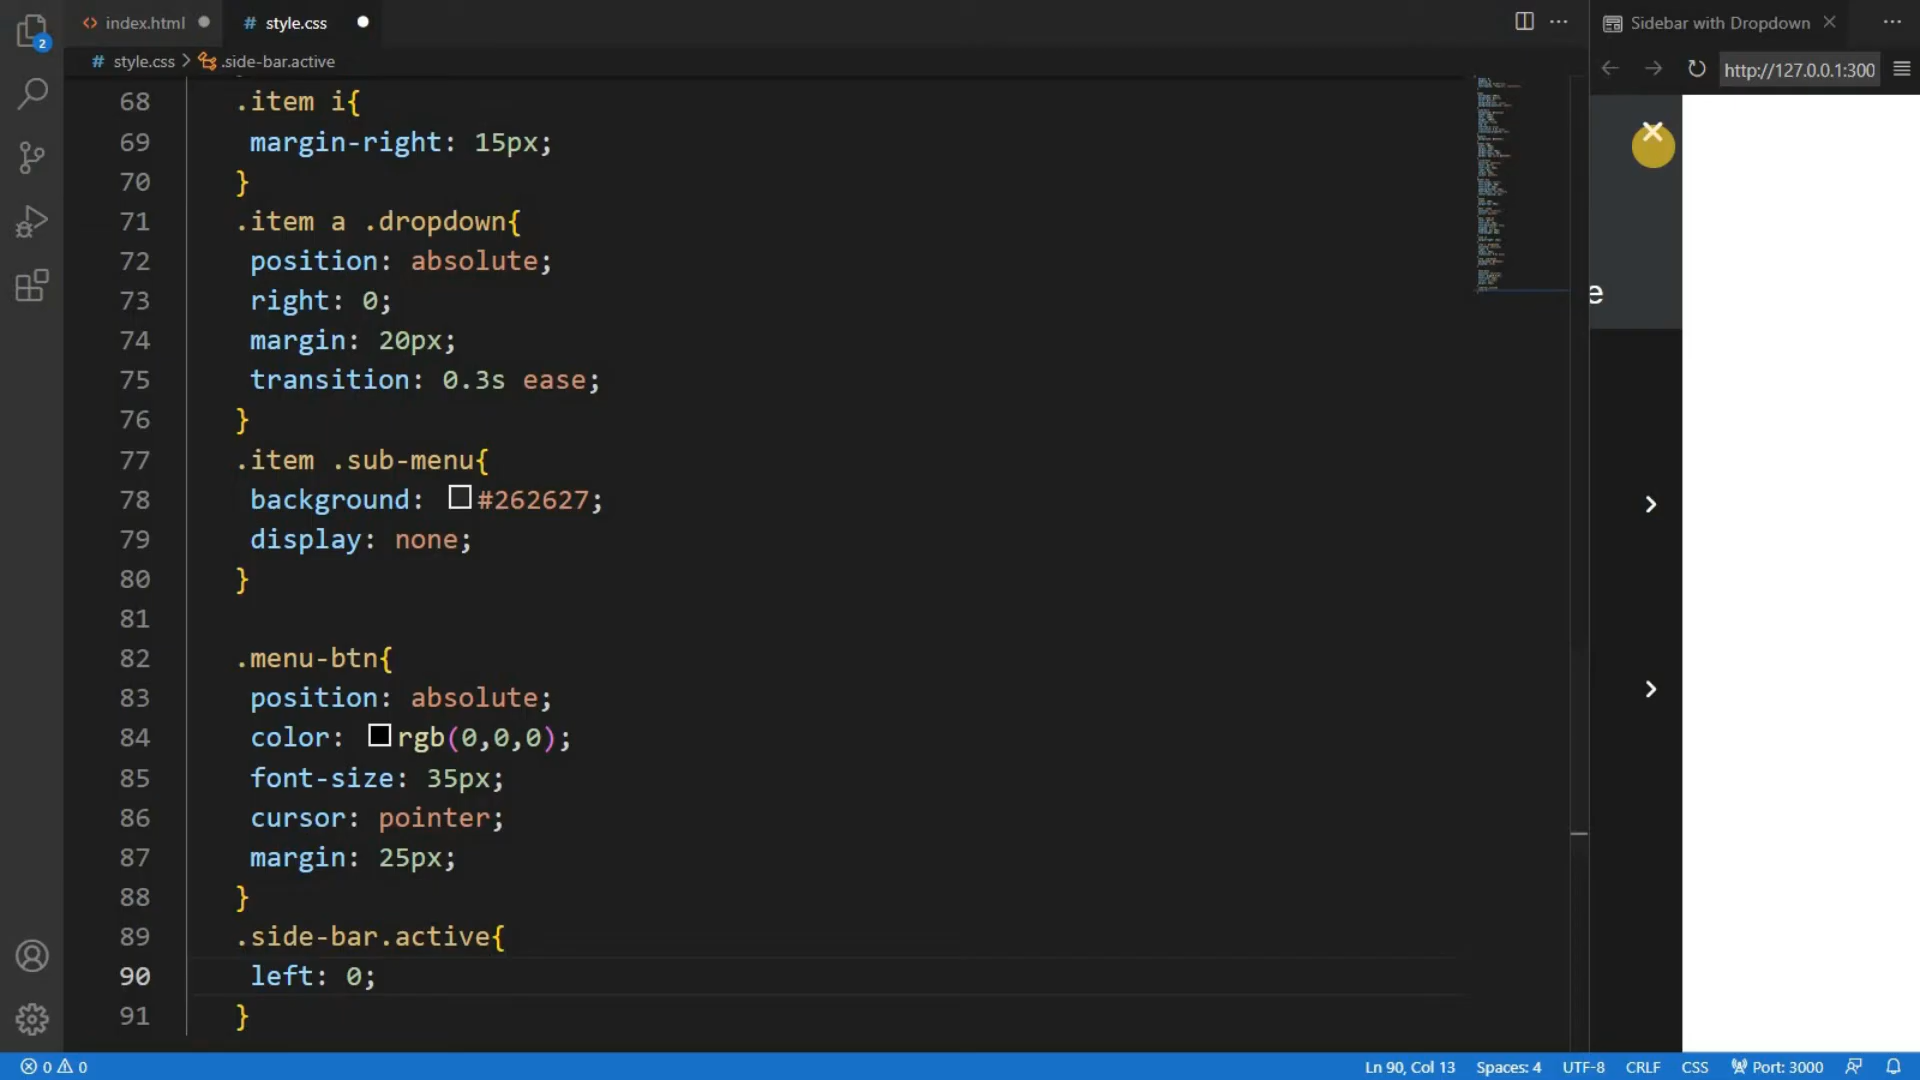 index.html
# style.css
Sidebar with Dropdown
# style.css > .side-bar.active
http://127.0.0.1:300
2
68 .item i{
69 margin-right: 15px;
70 }
71 .item a .dropdown{
72 position: absolute;
73 right: 0;
74 margin: 20px;
75 transition: 0.3s ease;
76 }
77 .item .sub-menu{
78 background: #262627;
79 display: none;
80 }
81
82 .menu-btn{
83 position: absolute;
84 color: rgb(0,0,0);
85 font-size: 35px;
86 cursor: pointer;
87 margin: 25px;
88 }
89 .side-bar.active{
90 left: 0;
91 }
e
0 0
Ln 90, Col 13 Spaces: 4 UTF-8 CRLF CSS Port: 3000